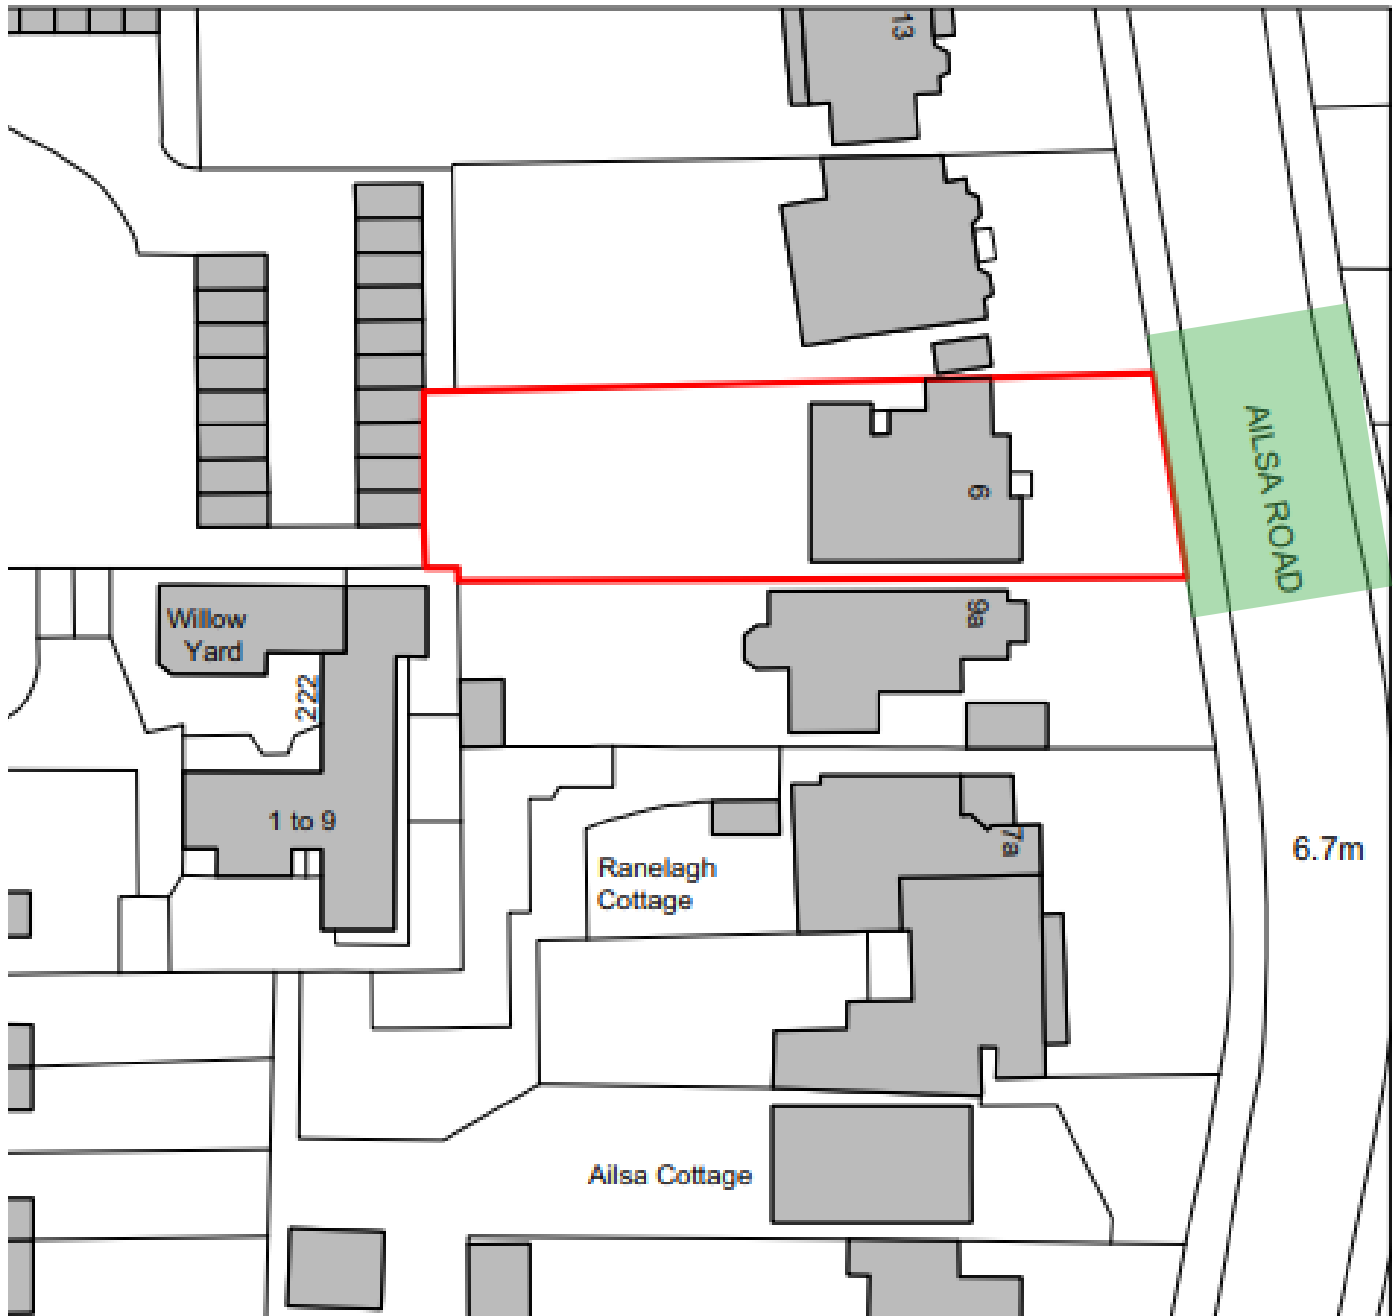 13
AILSA ROAD
9
Willow
Yard
9a
222
1 to 9
7a
6.7m
Ranelagh
Cottage
Ailsa Cottage